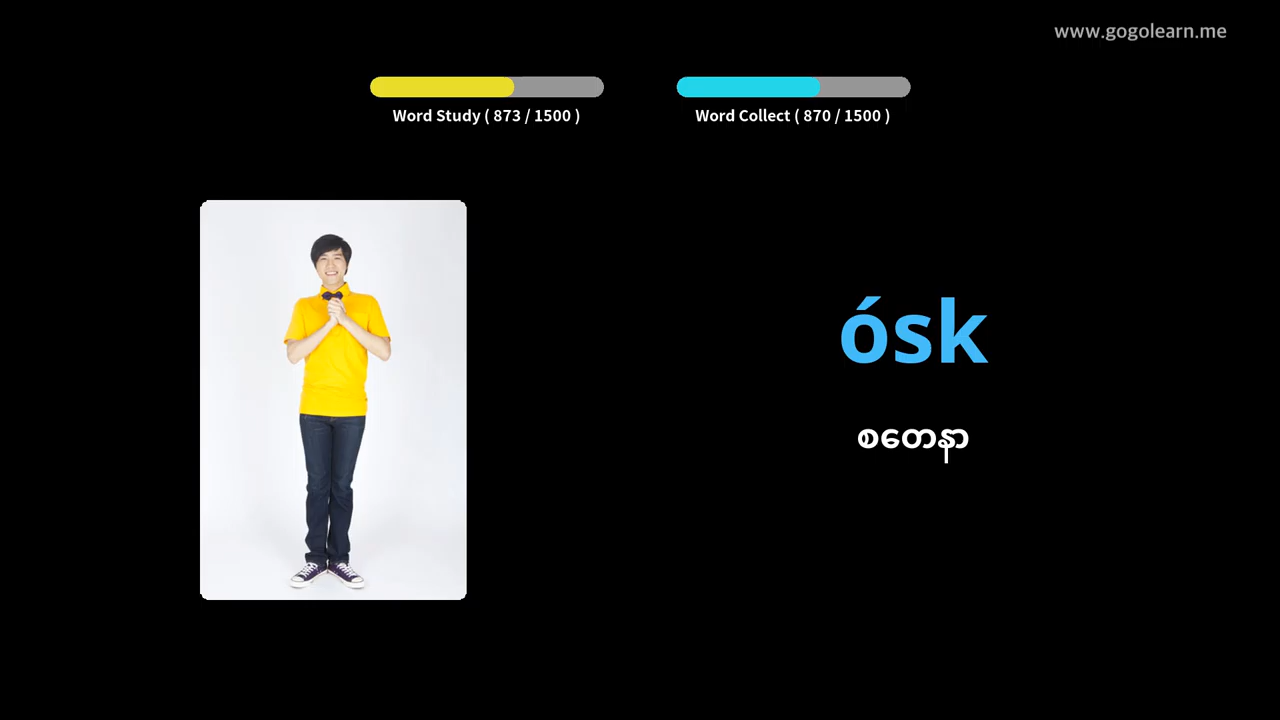 www.gogolearn.me
Word Study ( 873 / 1500 )
Word Collect ( 870 / 1500 )
ósk
စတေနာ